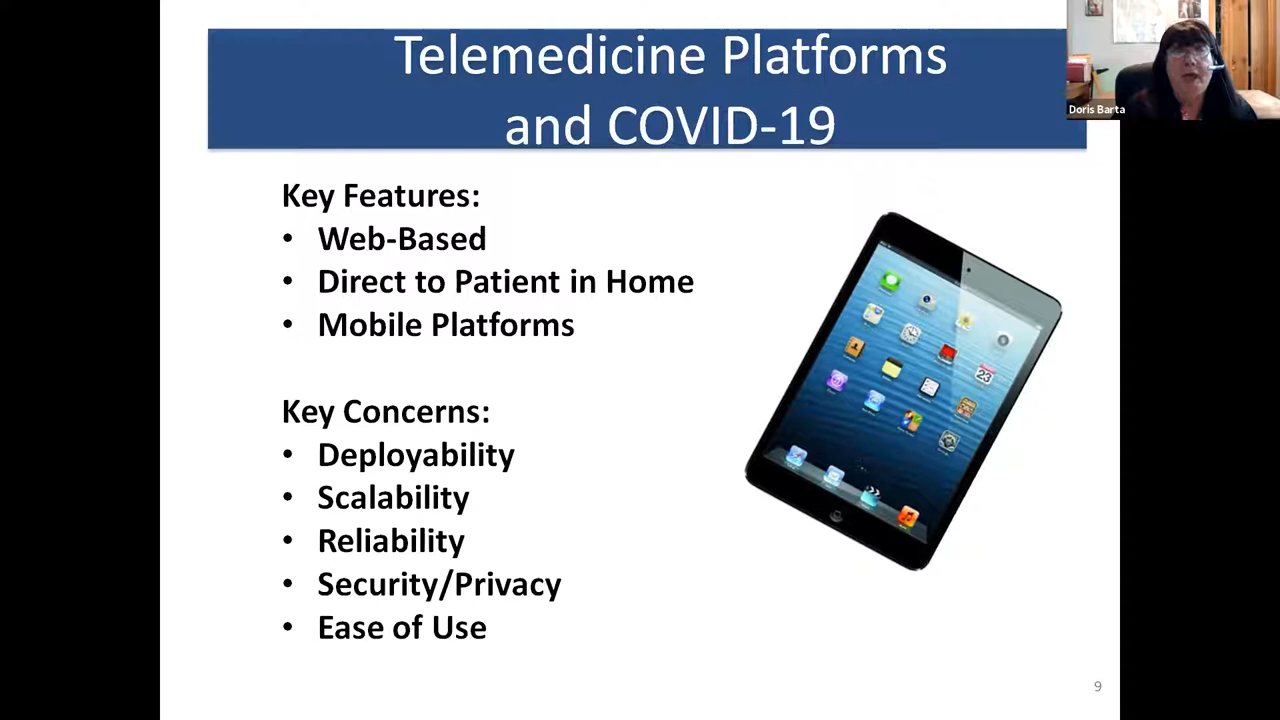 Telemedicine Platforms
and COVID-19
Doris Barta
Key Features:
• Web-Based
• Direct to Patient in Home
• Mobile Platforms
Key Concerns:
• Deployability
• Scalability
• Reliability
• Security/Privacy
• Ease of Use
23
9